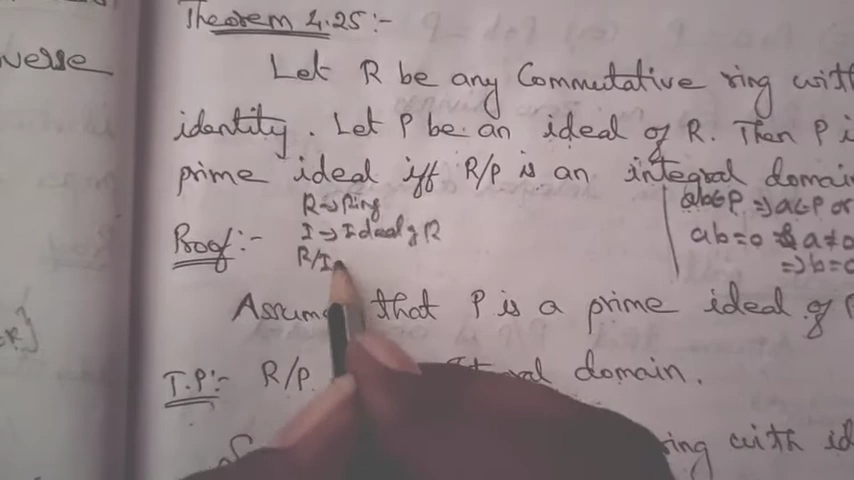 Theorem 4.25:-
verse
Let R be any Commutative ring with
identity. Let P be an ideal of R. Then P i
prime ideal iff R/P is an integral domain
R → Ring
ab∈P ⇒ a∈P or
Proof:-
I → Ideal of R
ab=0 & a≠0
R/I
⇒ b=0
Assum that P is a prime ideal of
T.P:- R/P domain.
ring with id